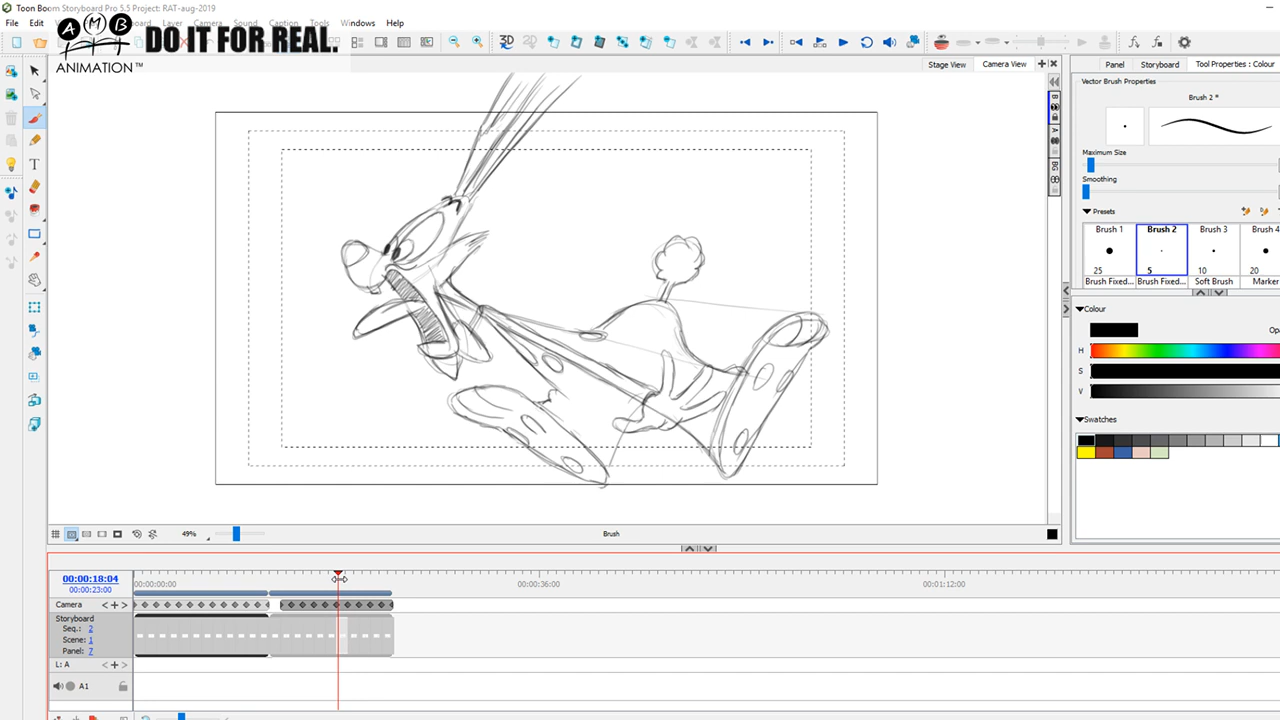 Toon Boom Storyboard Pro 5.5 Project: RAT-aug-2019
File Edit Tools Windows Help
AMB
ANIMATION™
DO IT FOR REAL.
3D
Stage View Camera View
Panel Storyboard Tool Properties : Colour
Vector Brush Properties
Brush 2 *
Maximum Size
Smoothing
Presets
Brush 1 Brush 2 Brush 3 Brush 4
25 5 10 20
Brush Fixed... Brush Fixed... Soft Brush Marker
Colour
H
S
V
Swatches
B
A
BG
49%
Brush
00:00:18:04
00:00:23:00
00:00:00:00 00:00:36:00 00:01:12:00
Camera
Storyboard
Seq.: 2
Scene: 1
Panel: 7
L: A
A1